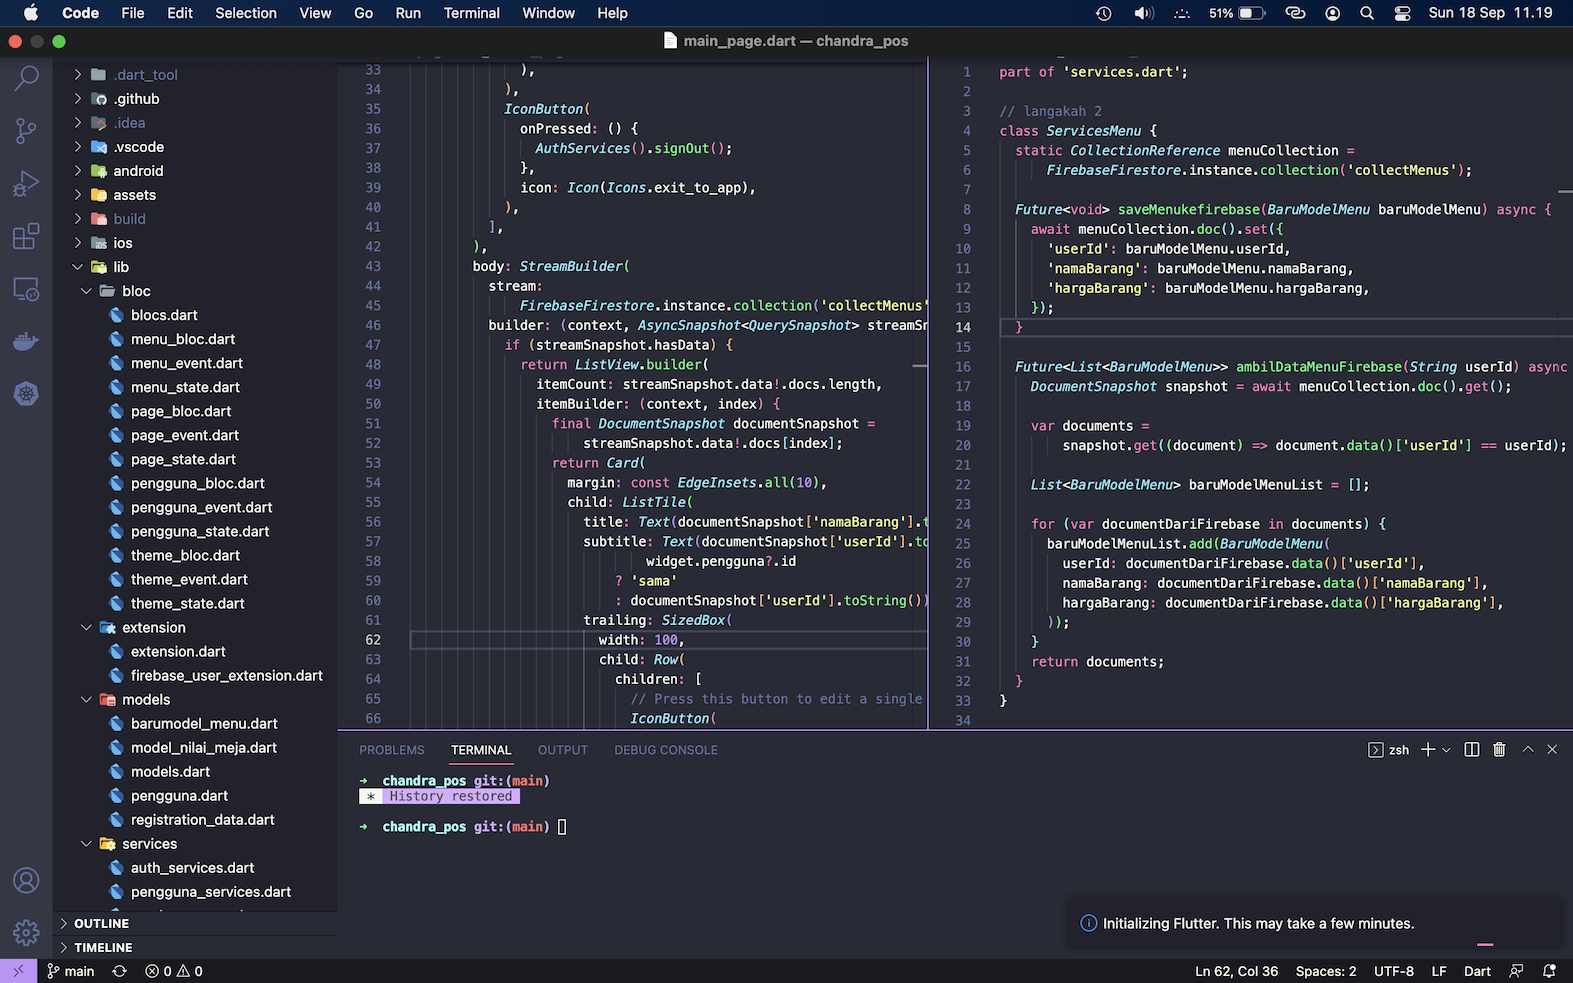 Code File Edit Selection View Go Run Terminal Window Help
51% Sun 18 Sep 11.19
main_page.dart — chandra_pos
.dart_tool
.github
.idea
.vscode
android
assets
build
ios
lib
bloc
blocs.dart
menu_bloc.dart
menu_event.dart
menu_state.dart
page_bloc.dart
page_event.dart
page_state.dart
pengguna_bloc.dart
pengguna_event.dart
pengguna_state.dart
theme_bloc.dart
theme_event.dart
theme_state.dart
extension
extension.dart
firebase_user_extension.dart
models
barumodel_menu.dart
model_nilai_meja.dart
models.dart
pengguna.dart
registration_data.dart
services
auth_services.dart
pengguna_services.dart
OUTLINE
TIMELINE
33 ),
34 ),
35 IconButton(
36 onPressed: () {
37 AuthServices().signOut();
38 },
39 icon: Icon(Icons.exit_to_app),
40 ),
41 ],
42 ),
43 body: StreamBuilder(
44 stream:
45 FirebaseFirestore.instance.collection('collectMenus'
46 builder: (context, AsyncSnapshot<QuerySnapshot> streamSn
47 if (streamSnapshot.hasData) {
48 return ListView.builder(
49 itemCount: streamSnapshot.data!.docs.length,
50 itemBuilder: (context, index) {
51 final DocumentSnapshot documentSnapshot =
52 streamSnapshot.data!.docs[index];
53 return Card(
54 margin: const EdgeInsets.all(10),
55 child: ListTile(
56 title: Text(documentSnapshot['namaBarang'].t
57 subtitle: Text(documentSnapshot['userId'].to
58 widget.pengguna?.id
59 ? 'sama'
60 : documentSnapshot['userId'].toString())
61 trailing: SizedBox(
62 width: 100,
63 child: Row(
64 children: [
65 // Press this button to edit a single
66 IconButton(
1 part of 'services.dart';
2
3 // langakah 2
4 class ServicesMenu {
5 static CollectionReference menuCollection =
6 FirebaseFirestore.instance.collection('collectMenus');
7
8 Future<void> saveMenukefirebase(BaruModelMenu baruModelMenu) async {
9 await menuCollection.doc().set({
10 'userId': baruModelMenu.userId,
11 'namaBarang': baruModelMenu.namaBarang,
12 'hargaBarang': baruModelMenu.hargaBarang,
13 });
14 }
15
16 Future<List<BaruModelMenu>> ambilDataMenuFirebase(String userId) async
17 DocumentSnapshot snapshot = await menuCollection.doc().get();
18
19 var documents =
20 snapshot.get((document) => document.data()['userId'] == userId);
21
22 List<BaruModelMenu> baruModelMenuList = [];
23
24 for (var documentDariFirebase in documents) {
25 baruModelMenuList.add(BaruModelMenu(
26 userId: documentDariFirebase.data()['userId'],
27 namaBarang: documentDariFirebase.data()['namaBarang'],
28 hargaBarang: documentDariFirebase.data()['hargaBarang'],
29 ));
30 }
31 return documents;
32 }
33 }
34
PROBLEMS TERMINAL OUTPUT DEBUG CONSOLE
zsh
→ chandra_pos git:(main)
* History restored
→ chandra_pos git:(main)
Initializing Flutter. This may take a few minutes.
main 0 0
Ln 62, Col 36 Spaces: 2 UTF-8 LF Dart